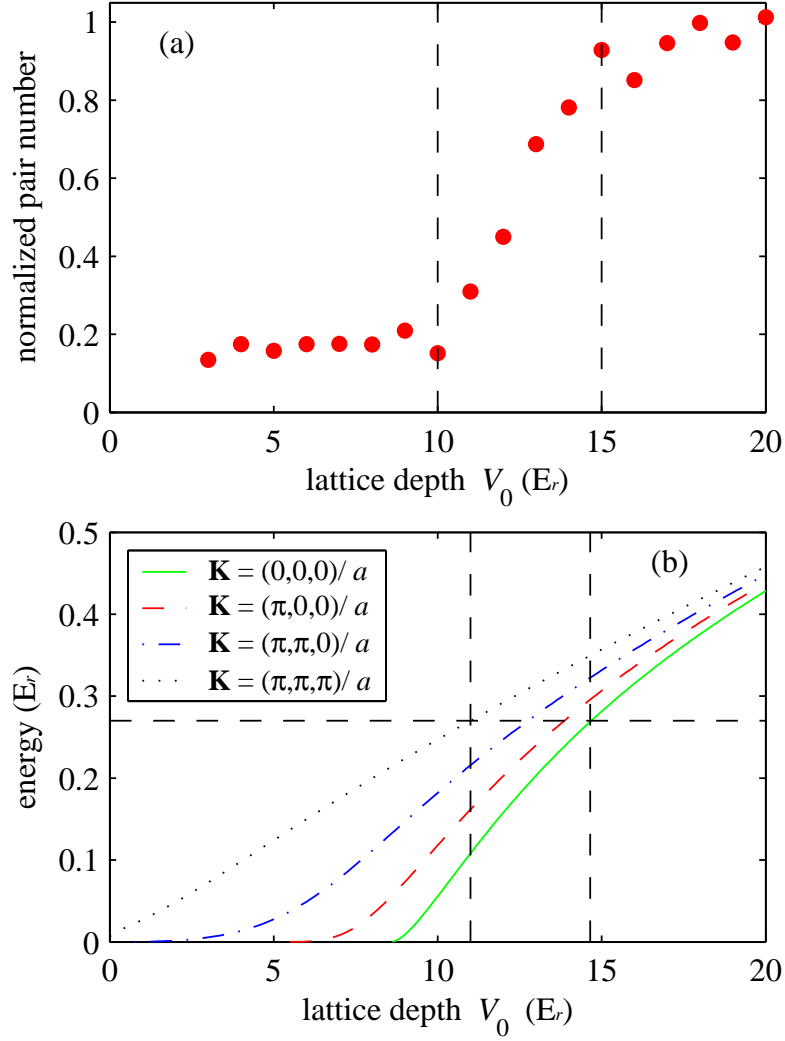 (a)
normalized pair number
1
0.8
0.6
0.4
0.2
0
0 5 10 15 20
lattice depth V₀ (Eᵣ)
(b)
K = (0,0,0)/ a
K = (π,0,0)/ a
K = (π,π,0)/ a
K = (π,π,π)/ a
energy (Eᵣ)
0.5
0.4
0.3
0.2
0.1
0
0 5 10 15 20
lattice depth V₀ (Eᵣ)